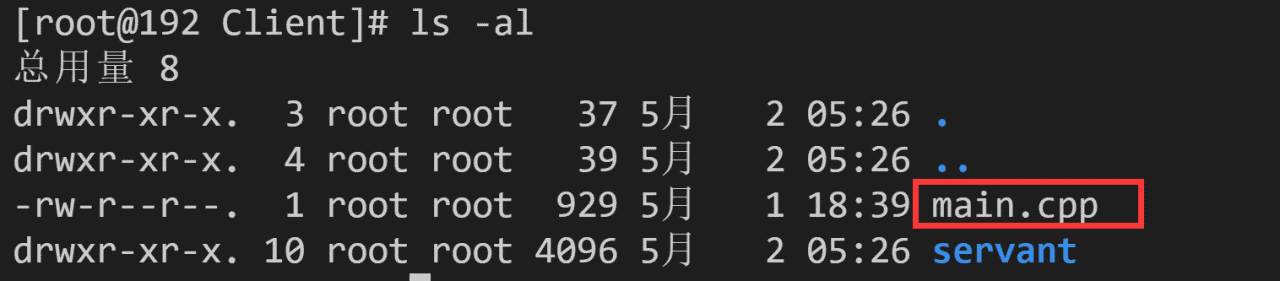 [root@192 Client]# ls -al
总用量 8
drwxr-xr-x.  3 root root   37 5月   2 05:26 .
drwxr-xr-x.  4 root root   39 5月   2 05:26 ..
-rw-r--r--.  1 root root  929 5月   1 18:39 main.cpp
drwxr-xr-x. 10 root root 4096 5月   2 05:26 servant